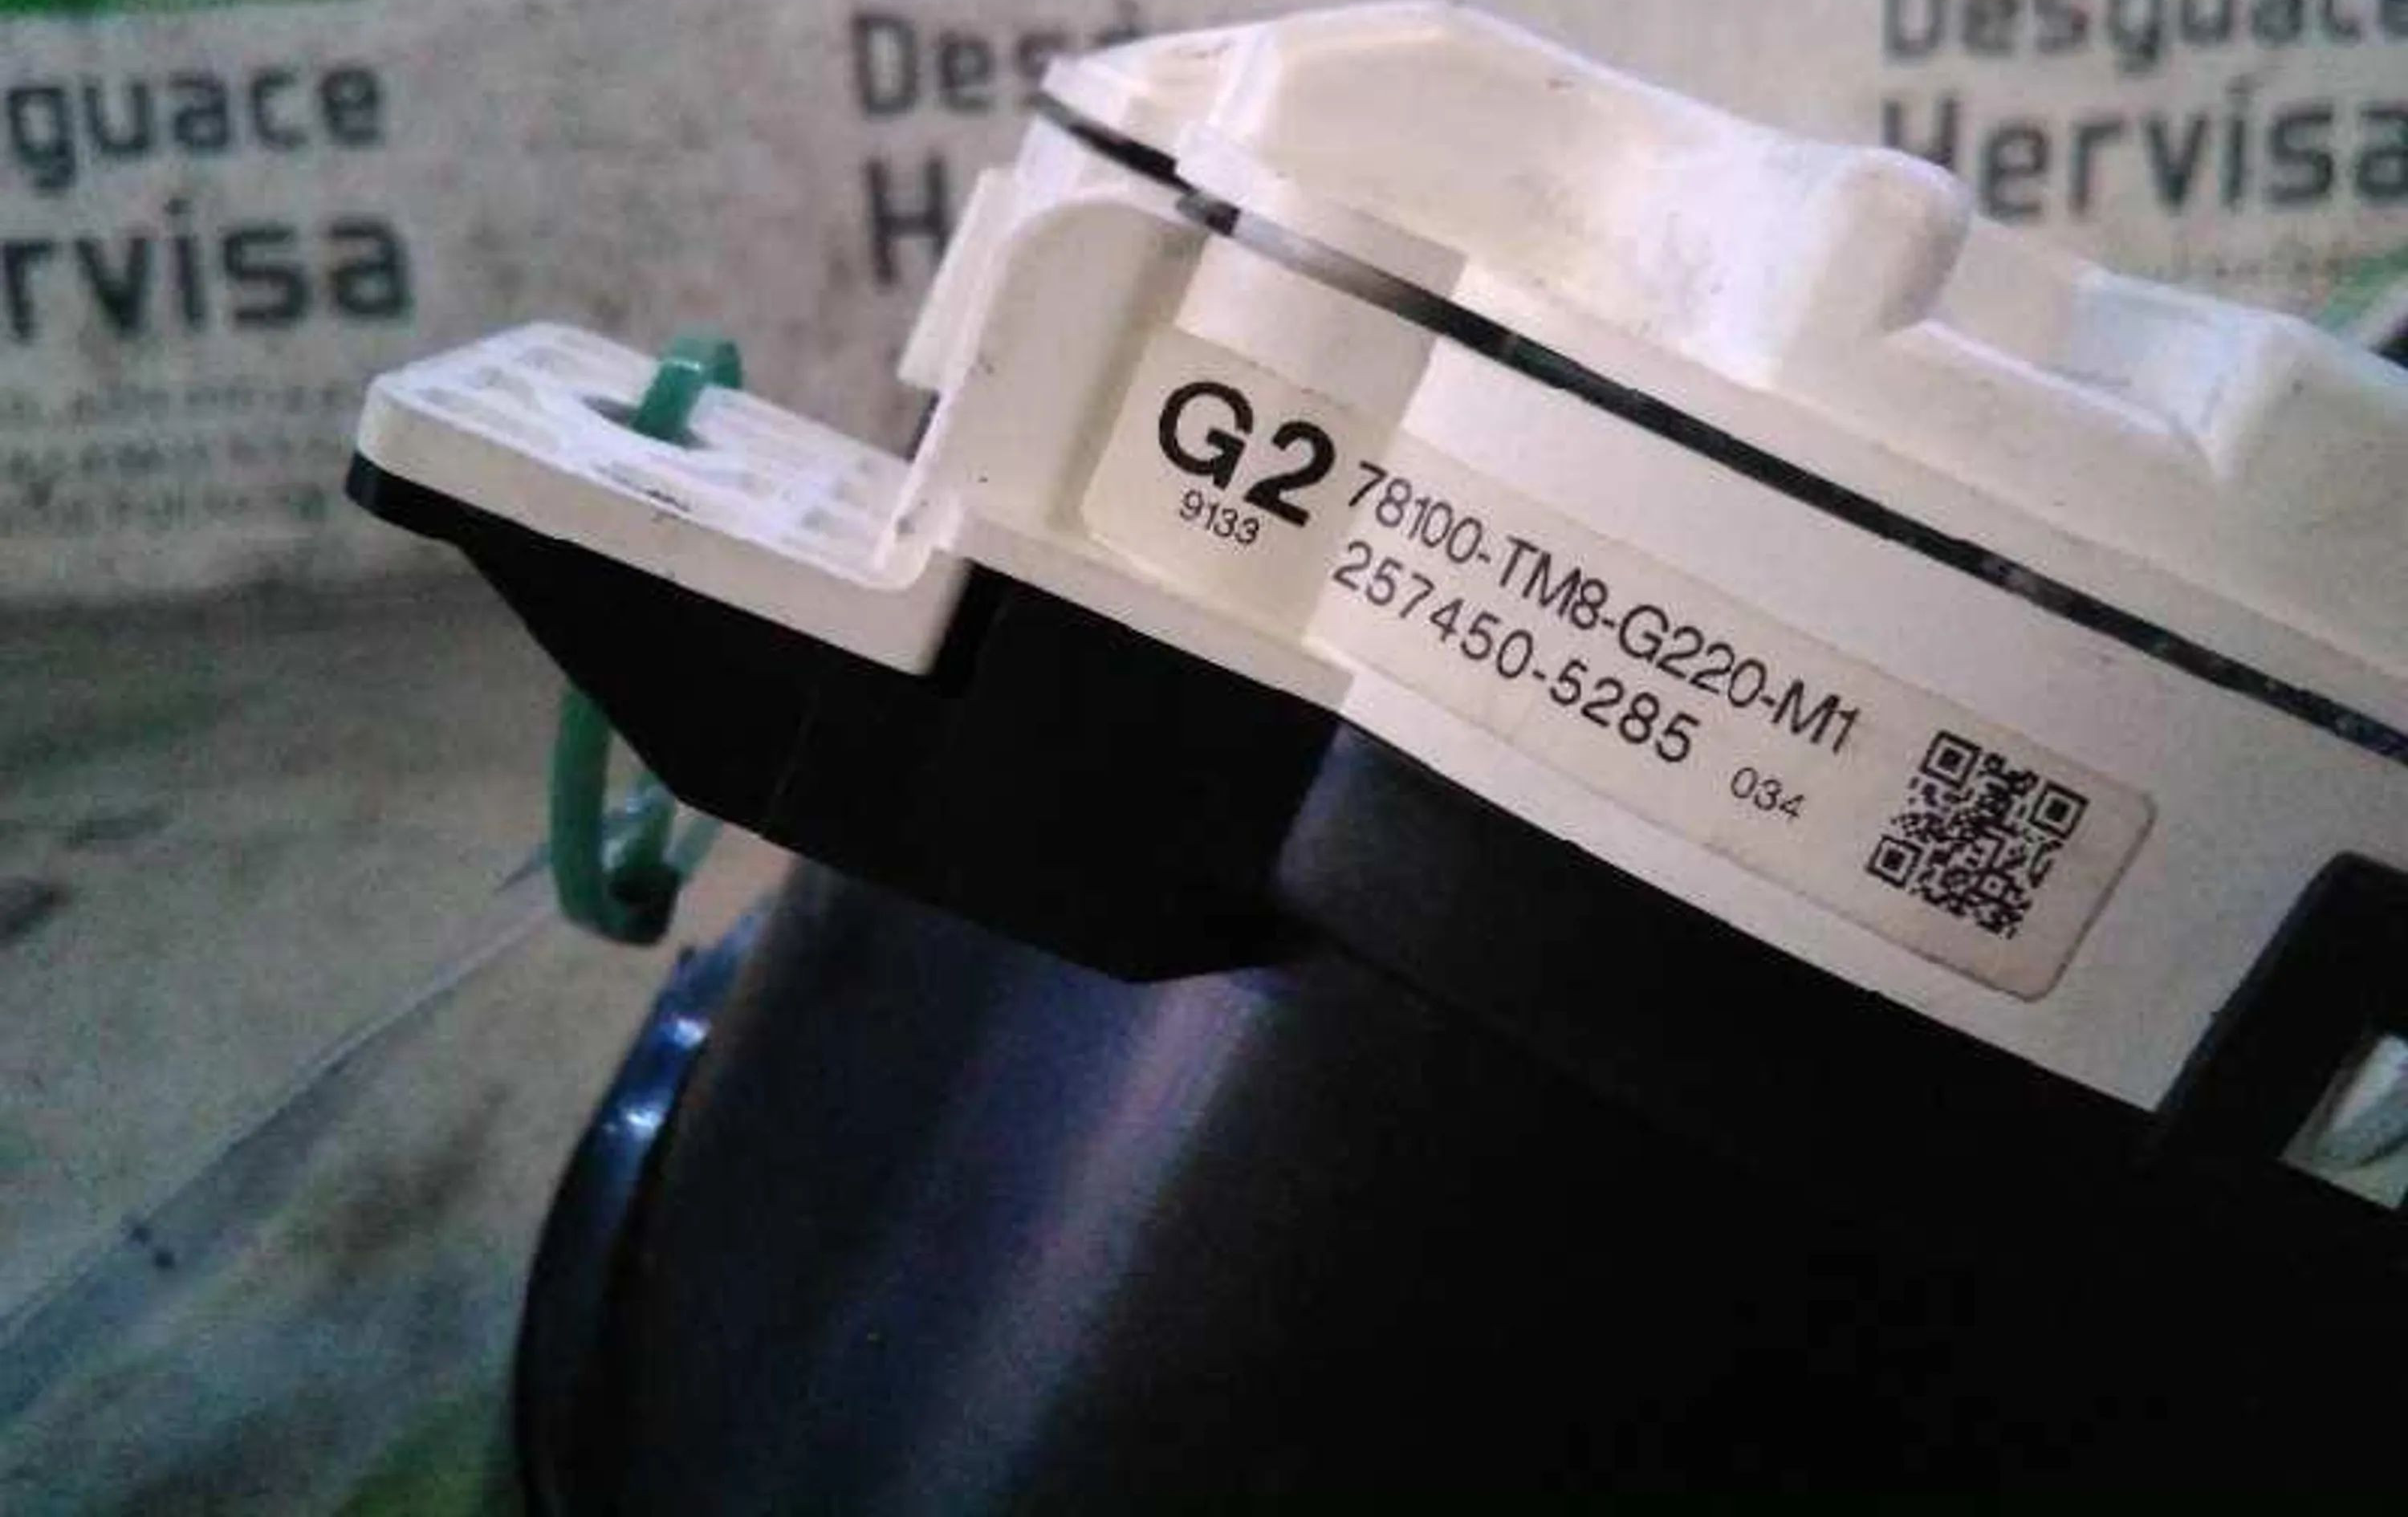 guace
rvisa
Des
H
Desguace
Hervisa
G2
9133
78100-TM8-G220-M1
257450-5285
034